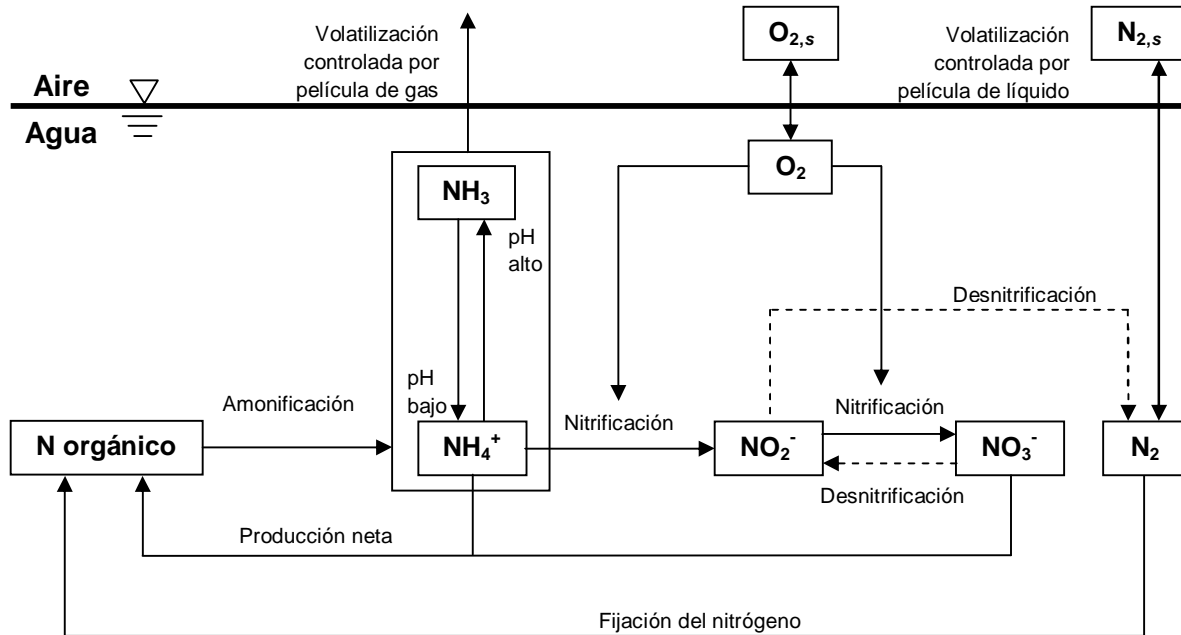 Volatilización
controlada por
película de gas
O₂,ₛ
Volatilización
controlada por
película de líquido
N₂,ₛ
Aire
Agua
O₂
NH₃
pH
alto
Desnitrificación
pH
bajo
Amonificación
Nitrificación
Nitrificación
N orgánico
NH₄⁺
NO₂⁻
NO₃⁻
N₂
Desnitrificación
Producción neta
Fijación del nitrógeno